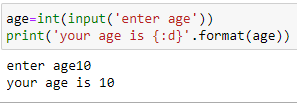 age=int(input('enter age'))
print('your age is {:d}'.format(age))
enter age10
your age is 10